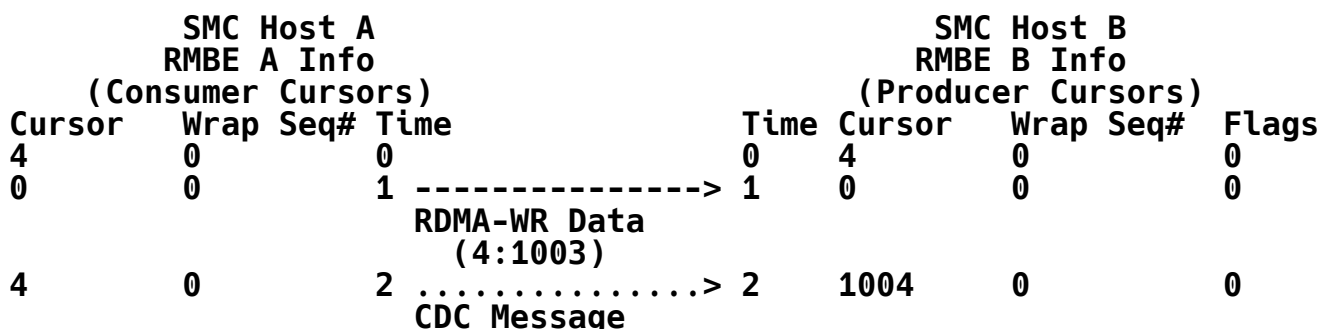 SMC Host A SMC Host B
RMBE A Info RMBE B Info
(Consumer Cursors) (Producer Cursors)
Cursor Wrap Seq# Time Time Cursor Wrap Seq# Flags
4 0 0 0 4 0 0
0 0 1 ---------------> 1 0 0 0
RDMA-WR Data
(4:1003)
4 0 2 ...............> 2 1004 0 0
CDC Message